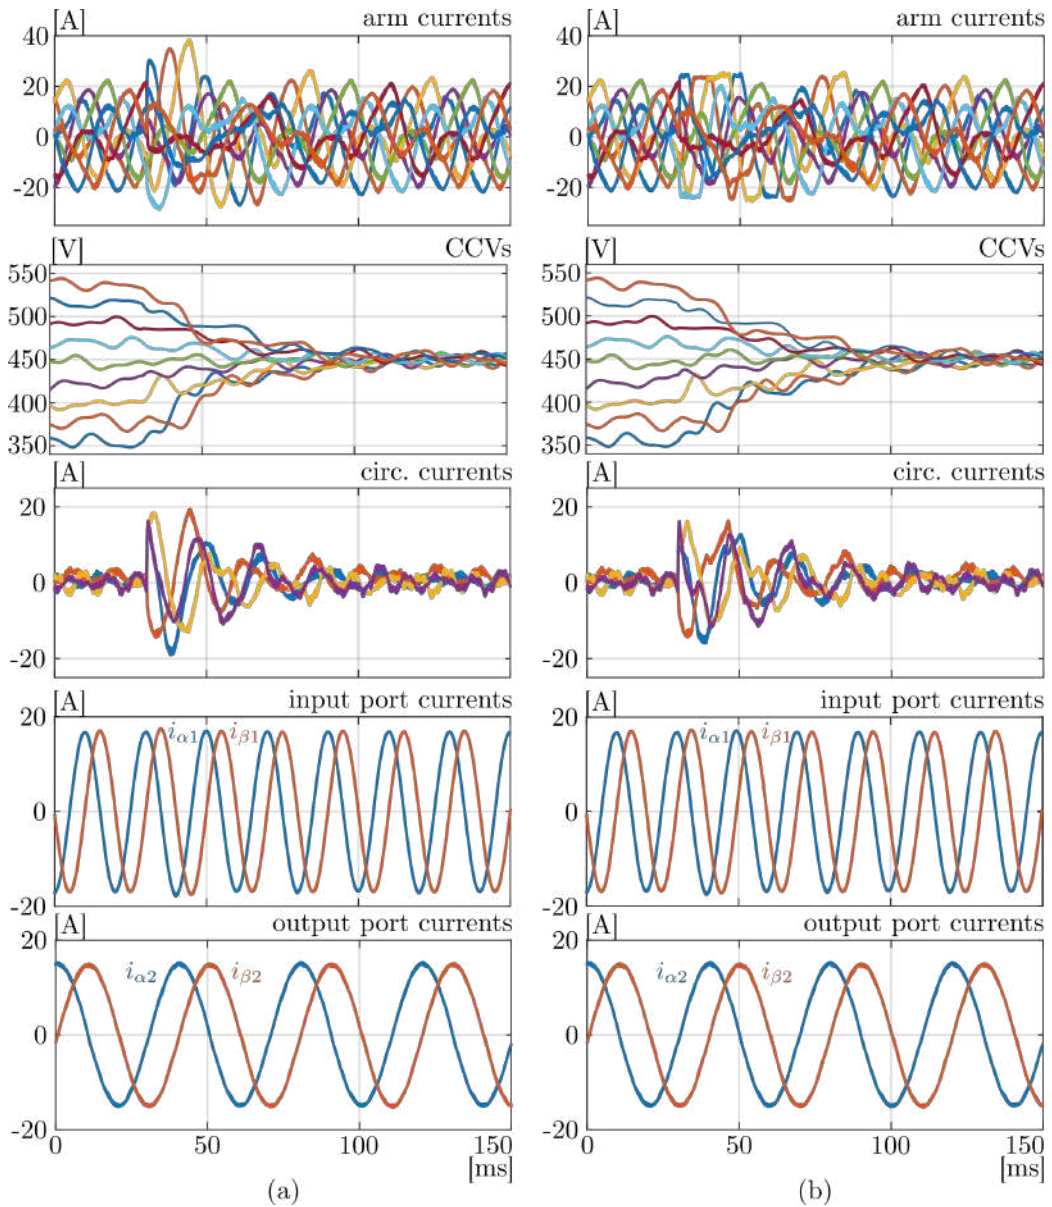 [A] arm currents
40
20
0
-20
[V] CCVs
550
500
450
400
350
[A] circ. currents
20
0
-20
[A] input port currents
20
0
-20
iα1 iβ1
[A] output port currents
20
0
-20
iα2 iβ2
0 50 100 150
[ms]
(a)
[A] arm currents
40
20
0
-20
[V] CCVs
550
500
450
400
350
[A] circ. currents
20
0
-20
[A] input port currents
20
0
-20
iα1 iβ1
[A] output port currents
20
0
-20
iα2 iβ2
0 50 100 150
[ms]
(b)